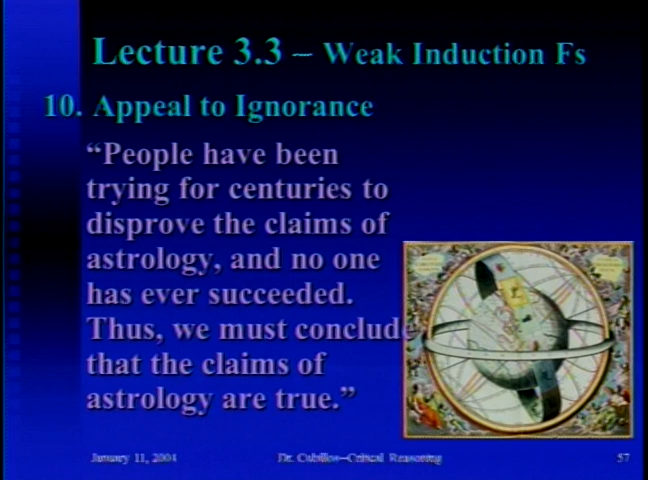 Lecture 3.3 – Weak Induction Fs
10. Appeal to Ignorance
“People have been
trying for centuries to
disprove the claims of
astrology, and no one
has ever succeeded.
Thus, we must conclude
that the claims of
astrology are true.”
January 11, 2004
Dr. Cubillos–Critical Reasoning
57